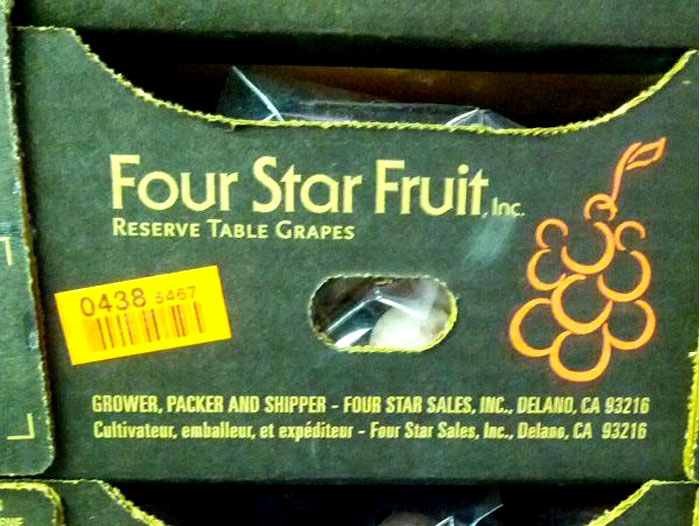 Four Star Fruit, Inc.
RESERVE TABLE GRAPES
0438 5467
GROWER, PACKER AND SHIPPER - FOUR STAR SALES, INC., DELANO, CA 93216
Cultivateur, emballeur, et expéditeur - Four Star Sales, Inc., Delano, CA 93216